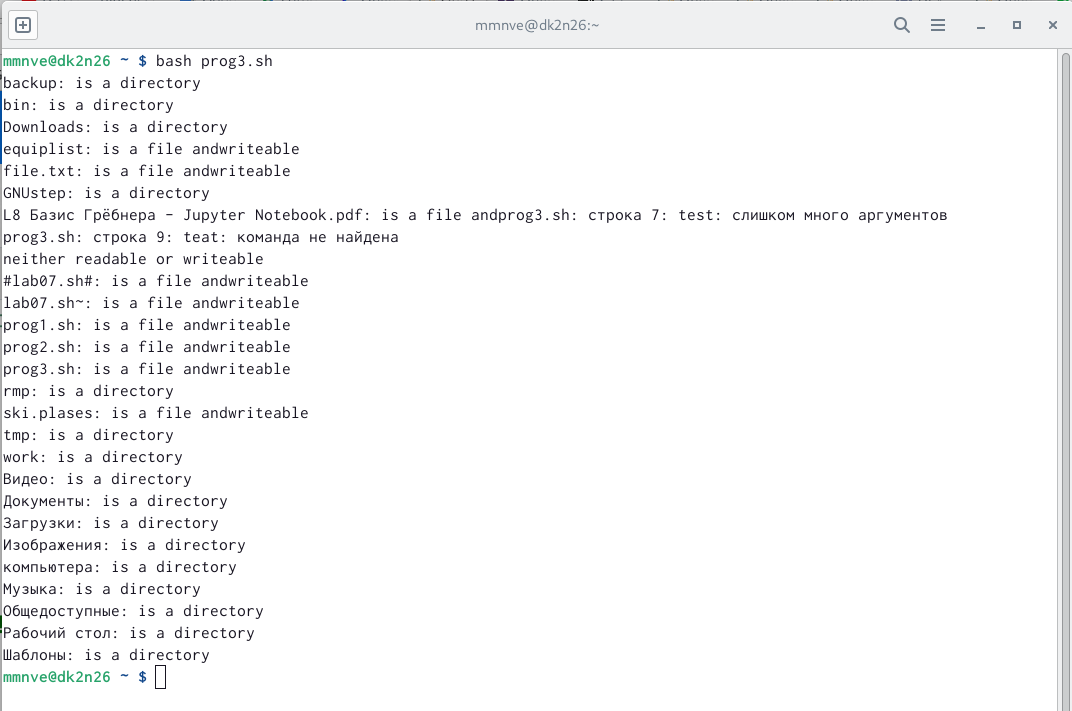 mmnve@dk2n26:~
mmnve@dk2n26 ~ $ bash prog3.sh
backup: is a directory
bin: is a directory
Downloads: is a directory
equiplist: is a file andwriteable
file.txt: is a file andwriteable
GNUstep: is a directory
L8 Базис Грёбнера – Jupyter Notebook.pdf: is a file andprog3.sh: строка 7: test: слишком много аргументов
prog3.sh: строка 9: teat: команда не найдена
neither readable or writeable
#lab07.sh#: is a file andwriteable
lab07.sh~: is a file andwriteable
prog1.sh: is a file andwriteable
prog2.sh: is a file andwriteable
prog3.sh: is a file andwriteable
rmp: is a directory
ski.plases: is a file andwriteable
tmp: is a directory
work: is a directory
Видео: is a directory
Документы: is a directory
Загрузки: is a directory
Изображения: is a directory
компьютера: is a directory
Музыка: is a directory
Общедоступные: is a directory
Рабочий стол: is a directory
Шаблоны: is a directory
mmnve@dk2n26 ~ $